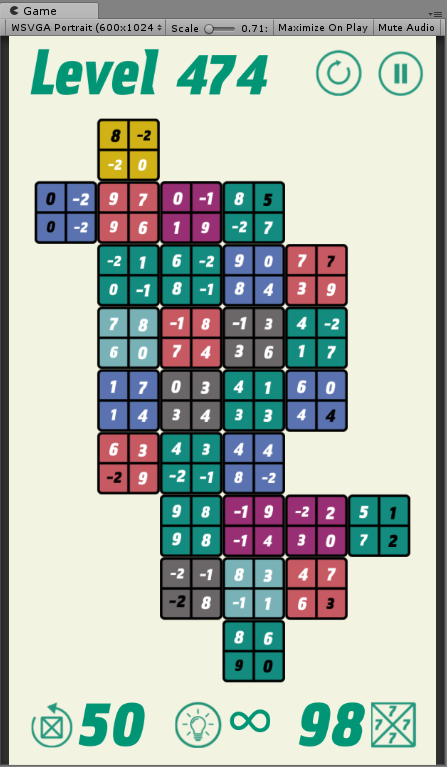 Game
WSVGA Portrait (600x1024 Scale 0.71: Maximize On Play Mute Audio
Level 474
8 -2
-2 0
0 -2 9 7 0 -1 8 5
0 -2 9 6 1 9 -2 7
-2 1 6 -2 9 0 7 7
0 -1 8 -1 8 4 3 9
7 8 -1 8 -1 3 4 -2
6 0 7 4 3 6 1 7
1 7 0 3 4 1 6 0
1 4 3 4 3 3 4 4
6 3 4 3 4 4
-2 9 -2 -1 8 -2
9 8 -1 9 -2 2 5 1
9 8 -1 4 3 0 7 2
-2 -1 8 3 4 7
-2 8 -1 1 6 3
8 6
9 0
50 ∞ 98 7 7 7 7